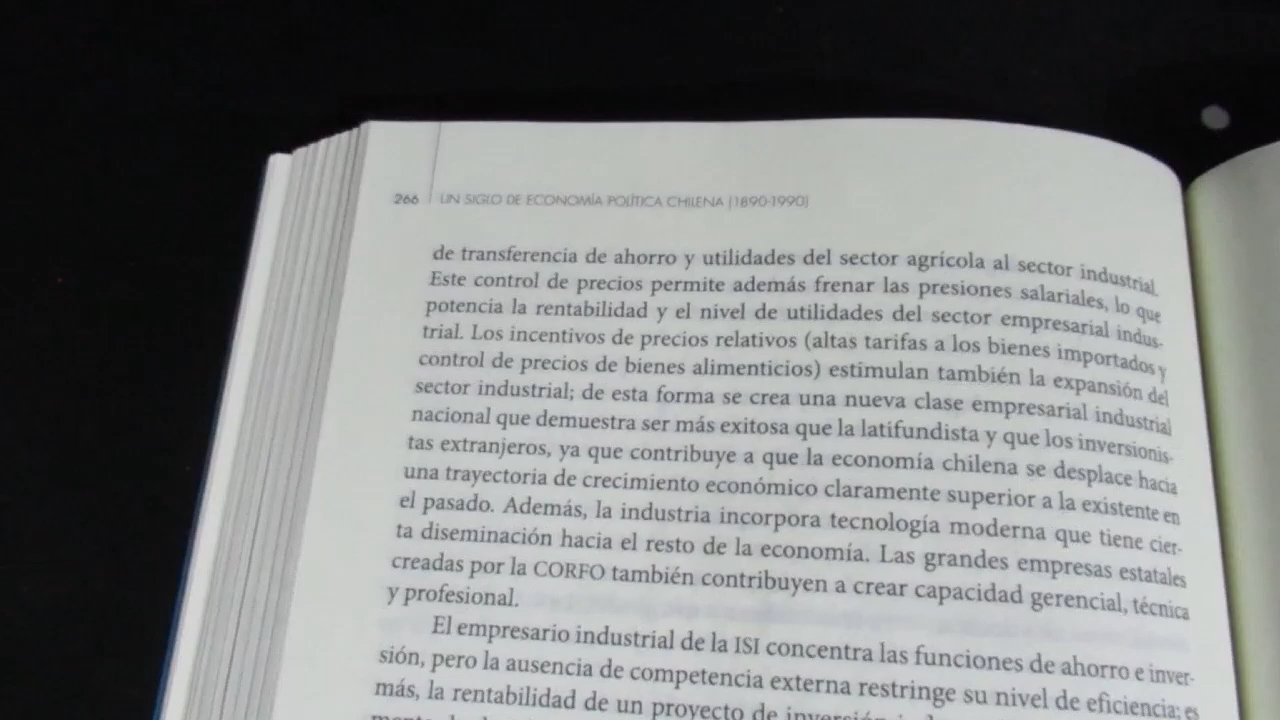 266 UN SIGLO DE ECONOMÍA POLÍTICA CHILENA (1890-1990)
de transferencia de ahorro y utilidades del sector agrícola al sector industrial.
Este control de precios permite además frenar las presiones salariales, lo que
potencia la rentabilidad y el nivel de utilidades del sector empresarial indus-
trial. Los incentivos de precios relativos (altas tarifas a los bienes importados y
control de precios de bienes alimenticios) estimulan también la expansión del
sector industrial; de esta forma se crea una nueva clase empresarial industrial
nacional que demuestra ser más exitosa que la latifundista y que los inversionis-
tas extranjeros, ya que contribuye a que la economía chilena se desplace hacia
una trayectoria de crecimiento económico claramente superior a la existente en
el pasado. Además, la industria incorpora tecnología moderna que tiene cier-
ta diseminación hacia el resto de la economía. Las grandes empresas estatales
creadas por la CORFO también contribuyen a crear capacidad gerencial, técnica
y profesional.
El empresario industrial de la ISI concentra las funciones de ahorro e inver-
sión, pero la ausencia de competencia externa restringe su nivel de eficiencia; es
más, la rentabilidad de un proyecto de inversión